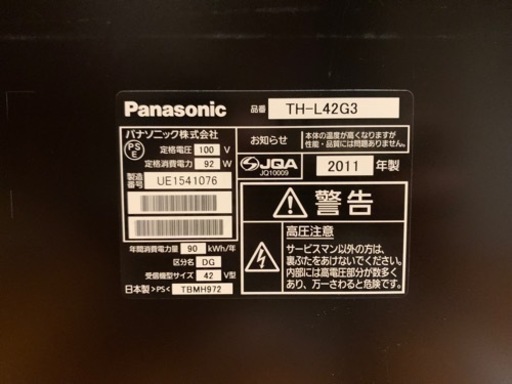 Panasonic 品番 TH-L42G3
パナソニック株式会社
PS E
定格電圧 100 V
定格消費電力 92 W
製造番号 UE1541076
年間消費電力量 90 kWh/年
区分名 DG
受信機型サイズ 42 V型
日本製 >PS< TBMH972
お知らせ 本体の温度が高くなりますが
性能・品質には問題ありません。
JQA
JQ10009
2011 年製
警告
高圧注意
サービスマン以外の方は、
裏ぶたをあけないでください。
内部には高電圧部分が数多く
あり、万一さわると危険です。